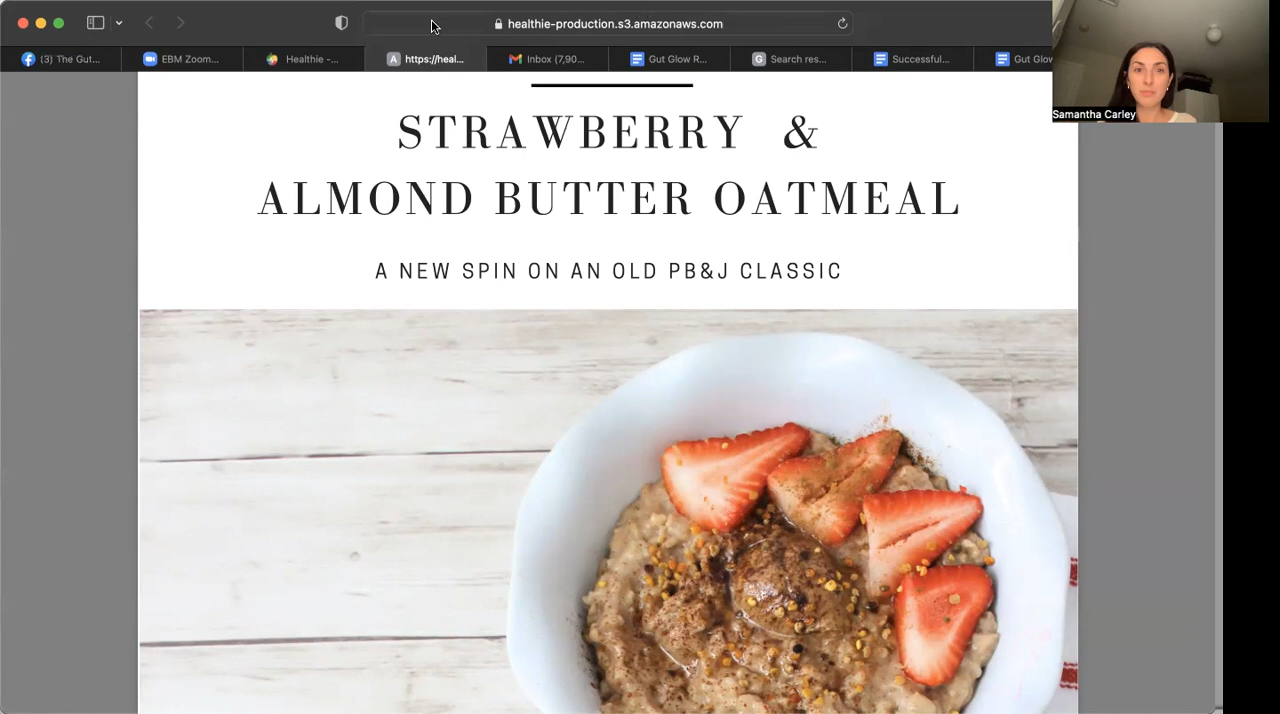 healthie-production.s3.amazonaws.com
(3) The Gut...
EBM Zoom...
Healthie -...
A
https://heal...
Inbox (7,90...
Gut Glow R...
G
Search res...
Successful...
Gut Glow
Samantha Carley
STRAWBERRY &
ALMOND BUTTER OATMEAL
A NEW SPIN ON AN OLD PB&J CLASSIC